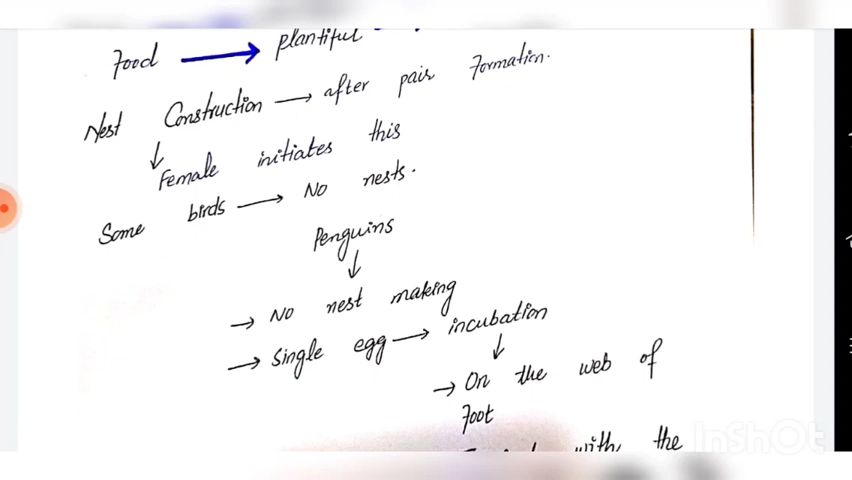 Food → plantiful
Nest Construction → after pair Formation.
↓
Female initiates this
Some birds → No nests.
Penguins
↓
→ No nest making
→ Single egg → incubation
↓
→ On the web of
Foot
with the
InShOt